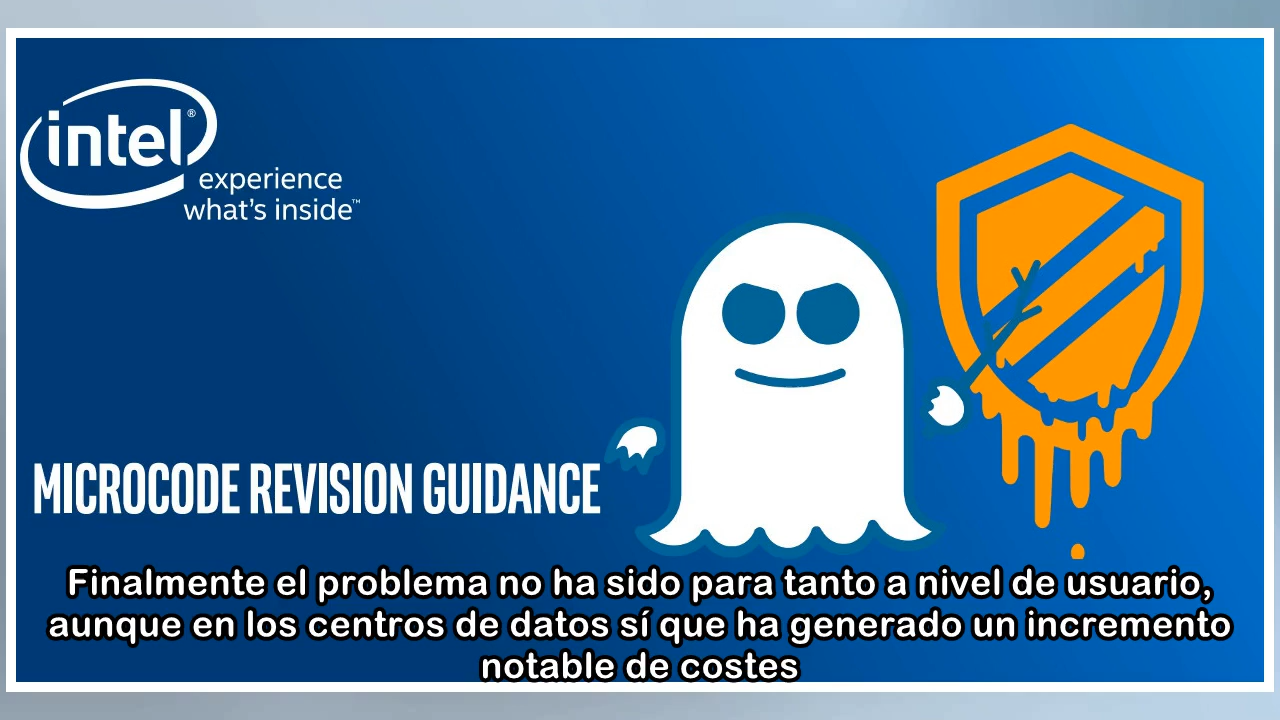 intel®
experience
what's inside™
MICROCODE REVISION GUIDANCE
Finalmente el problema no ha sido para tanto a nivel de usuario,
aunque en los centros de datos sí que ha generado un incremento
notable de costes